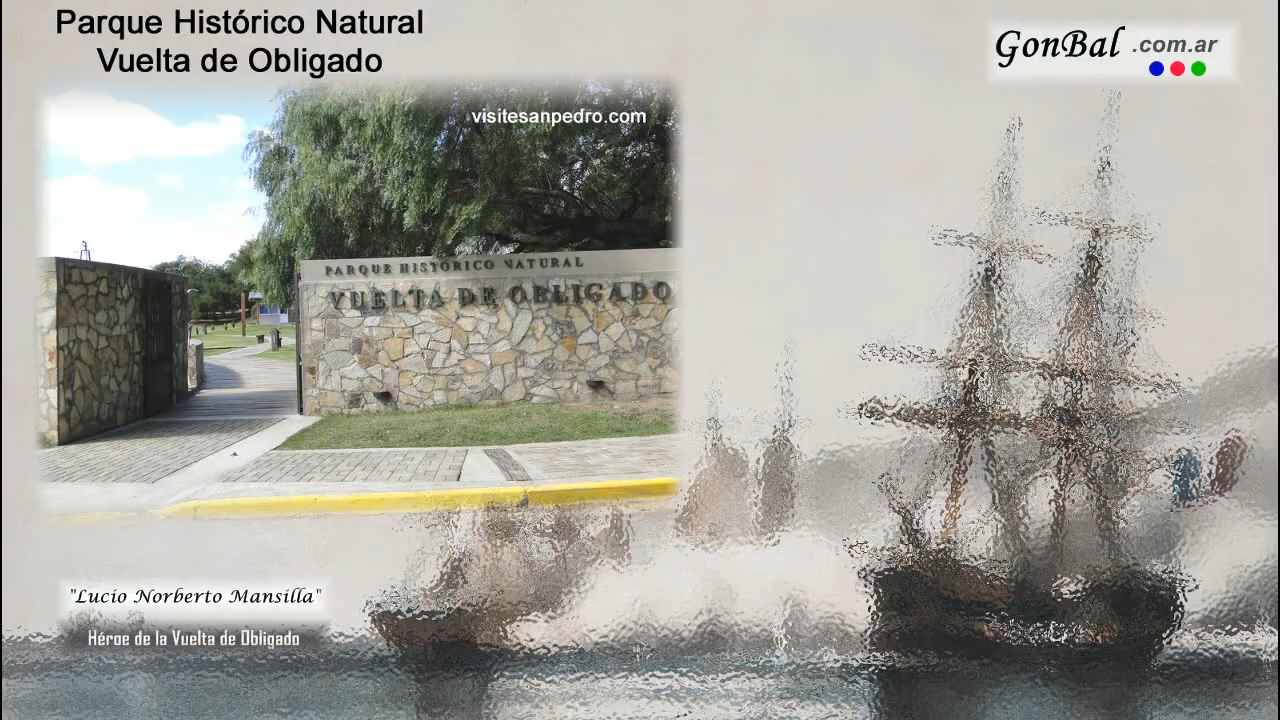 Parque Histórico Natural
Vuelta de Obligado
GonBal .com.ar
visitesanpedro.com
PARQUE HISTÓRICO NATURAL
VUELTA DE OBLIGADO
"Lucio Norberto Mansilla"
Héroe de la Vuelta de Obligado